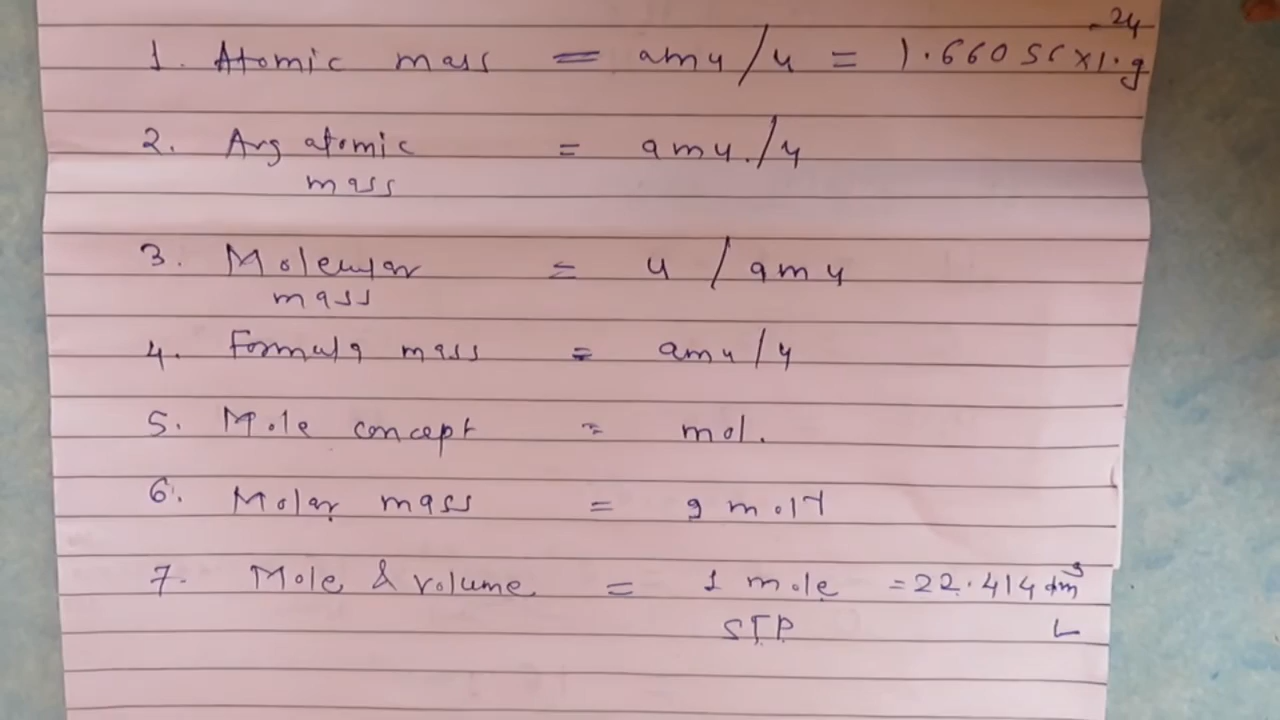 1. Atomic mass = amu/u = 1.66056 x 10⁻²⁴ g
2. Avg atomic mass = amu./u
3. Molecular mass = u / amu
4. Formula mass = amu/u
5. Mole concept = mol.
6. Molar mass = g mol⁻¹
7. Mole & volume = 1 mole = 22.414 dm³
STP L